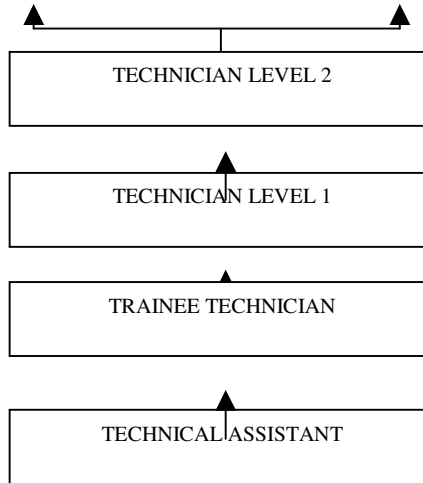 TECHNICIAN LEVEL 2
TECHNICIAN LEVEL 1
TRAINEE TECHNICIAN
TECHNICAL ASSISTANT